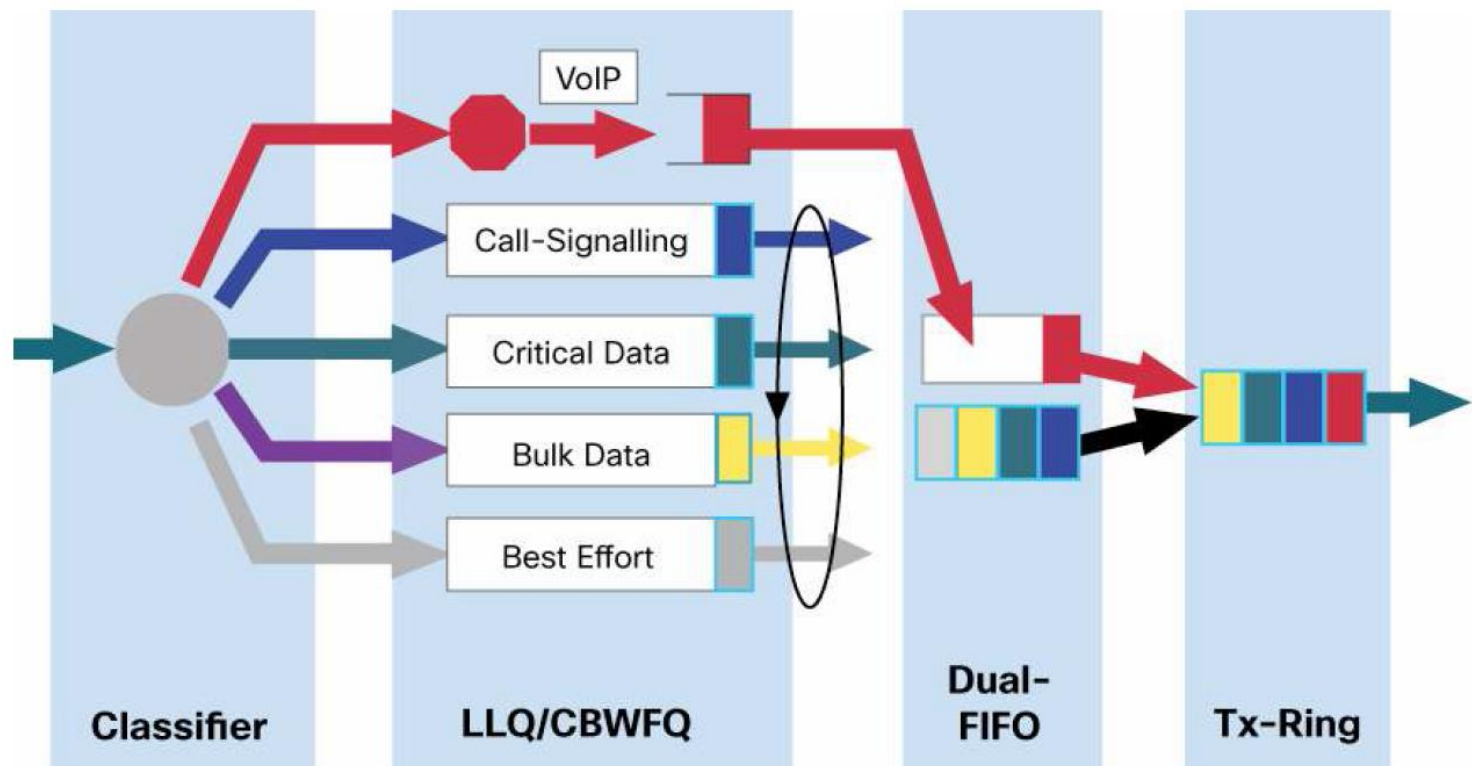 VoIP
Call-Signalling
Critical Data
Bulk Data
Best Effort
Classifier
LLQ/CBWFQ
Dual-
FIFO
Tx-Ring